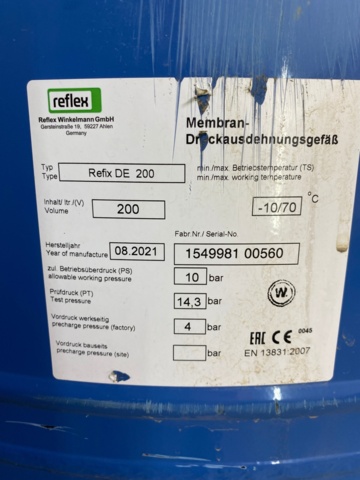 reflex
Reflex Winkelmann GmbH
Gersteinstraße 19, 59227 Ahlen
Germany
Membran-
Druckausdehnungsgefäß
Typ
Type
Refix DE 200
min./max. Betriebstemperatur (TS)
min./max. working temperature
Inhalt/ ltr./(V)
Volume
200
-10/70
°C
Herstelljahr
Year of manufacture
08.2021
Fabr.Nr./ Serial-No.
1549981 00560
zul. Betriebsüberdruck (PS)
allowable working pressure
10 bar
Prüfdruck (PT)
Test pressure
14,3 bar
W
Vordruck werkseitig
precharge pressure (factory)
4 bar
EAC CE 0045
EN 13831:2007
Vordruck bauseits
precharge pressure (site)
bar